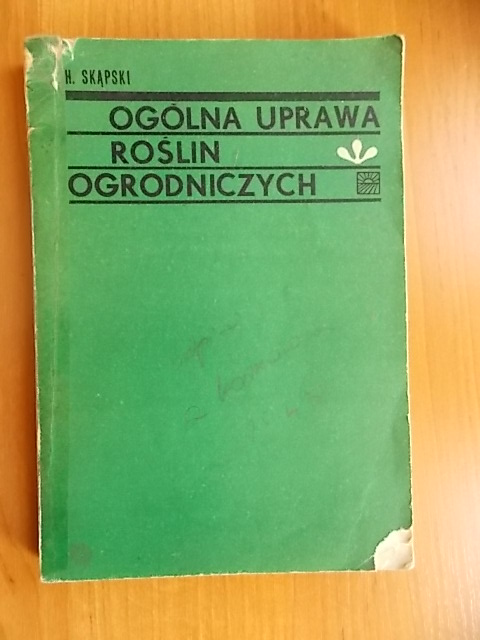 H. SKĄPSKI
OGÓLNA UPRAWA
ROŚLIN
OGRODNICZYCH